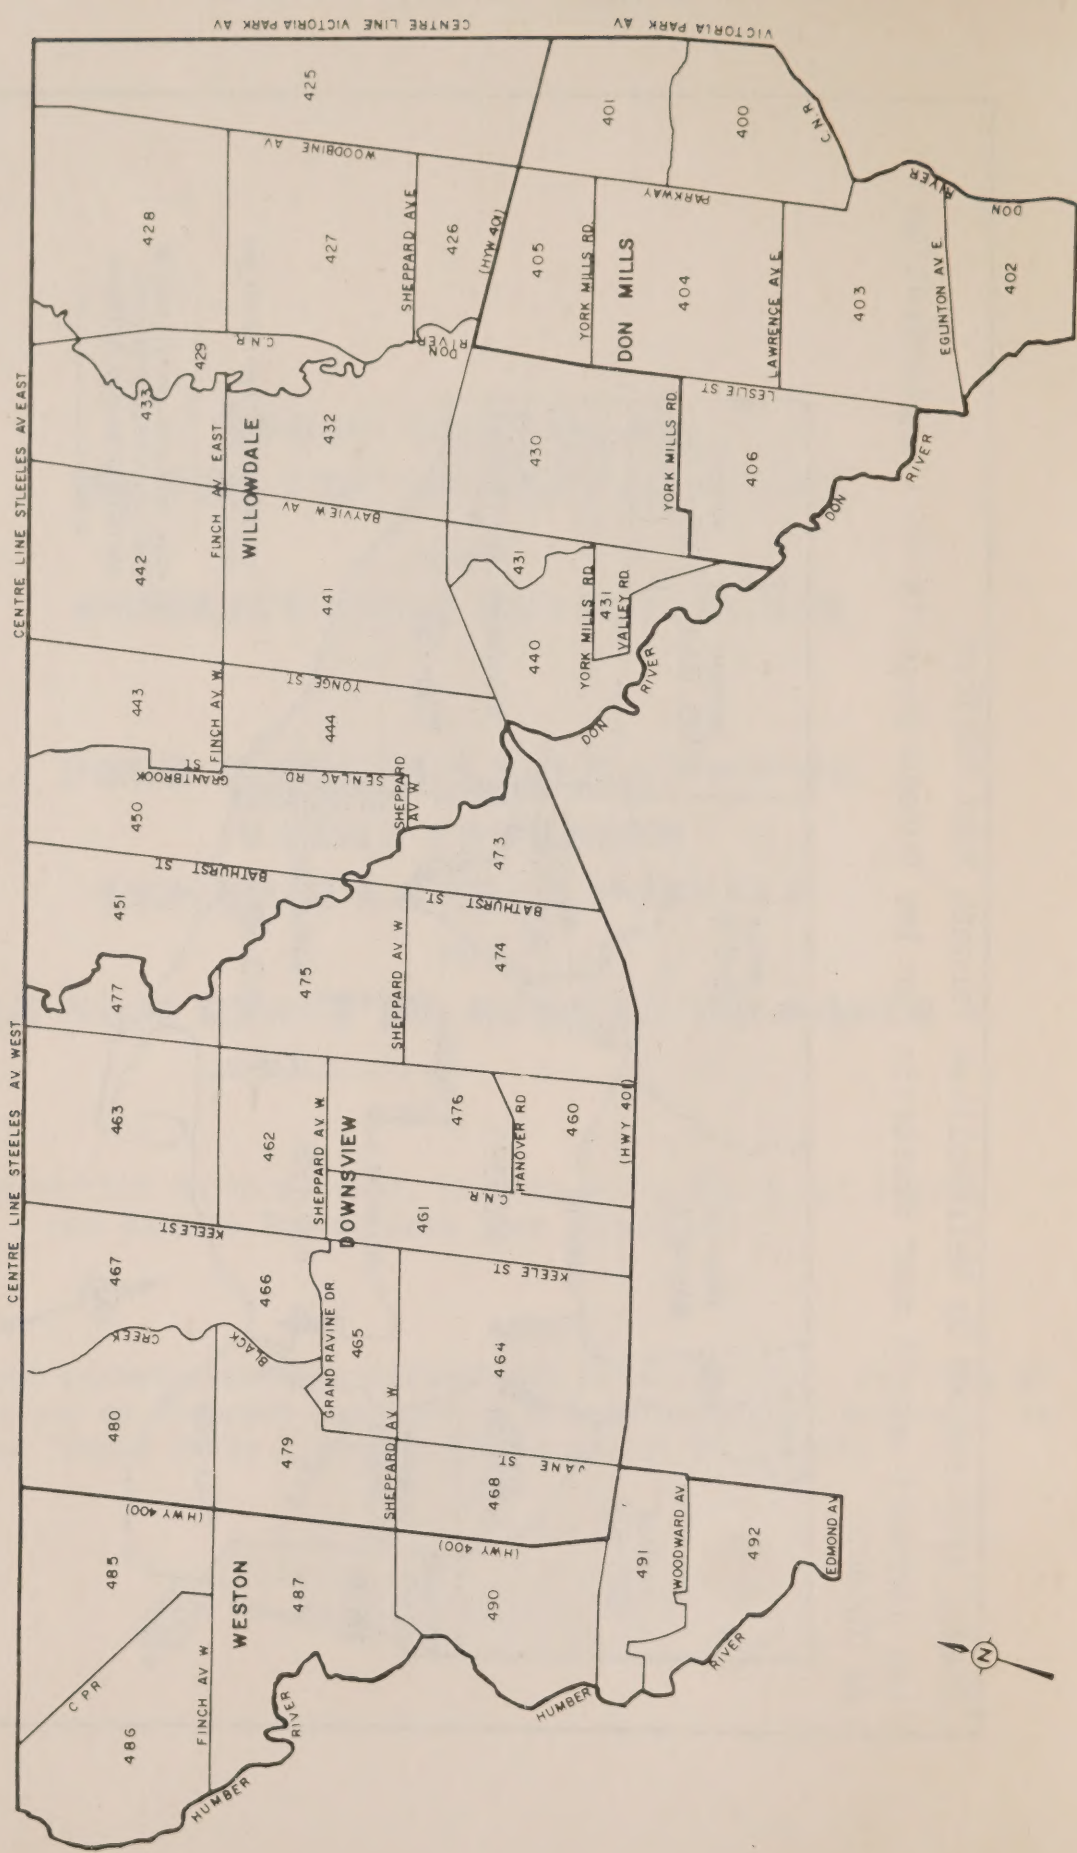 CENTRE LINE STEELES AV WEST
CENTRE LINE STLEELES AV EAST
CENTRE LINE VICTORIA PARK AV
VICTORIA PARK AV
486
C P R
485
(HWY 400)
480
CREEK
467
KEELE ST
463
477
451
BATHURST ST.
450
GRANTBROOK ST
443
442
433
429
428
425
FINCH AV W
HUMBER
RIVER
WESTON
487
479
BLACK
466
462
475
FINCH AV W
FINCH AV EAST
WILLOWDALE
444
SENLAC RD
YONGE ST.
441
BAYVIEW AV
432
C.N.R.
427
WOODBINE AV
SHEPPARD AV E
426
DON RIVER
(HYW 401)
SHEPPARD AV W
(HWY 400)
490
468
JANE ST
GRAND RAVINE DR
465
464
KEELE ST
DOWNSVIEW
SHEPPARD AV W
461
C.N.R.
476
HANOVER RD
460
(HWY 401)
SHEPPARD AV W
474
BATHURST ST.
473
SHEPPARD AV W
DON RIVER
440
431
YORK MILLS RD
431
VALLEY RD
430
YORK MILLS RD
406
DON RIVER
LESLIE ST
405
YORK MILLS RD.
DON MILLS
404
LAWRENCE AV E
403
EGLINTON AV E
402
PARKWAY
401
400
C.N.R.
RIVER
DON
HUMBER
RIVER
491
WOODWARD AV
492
EDMOND AV
N